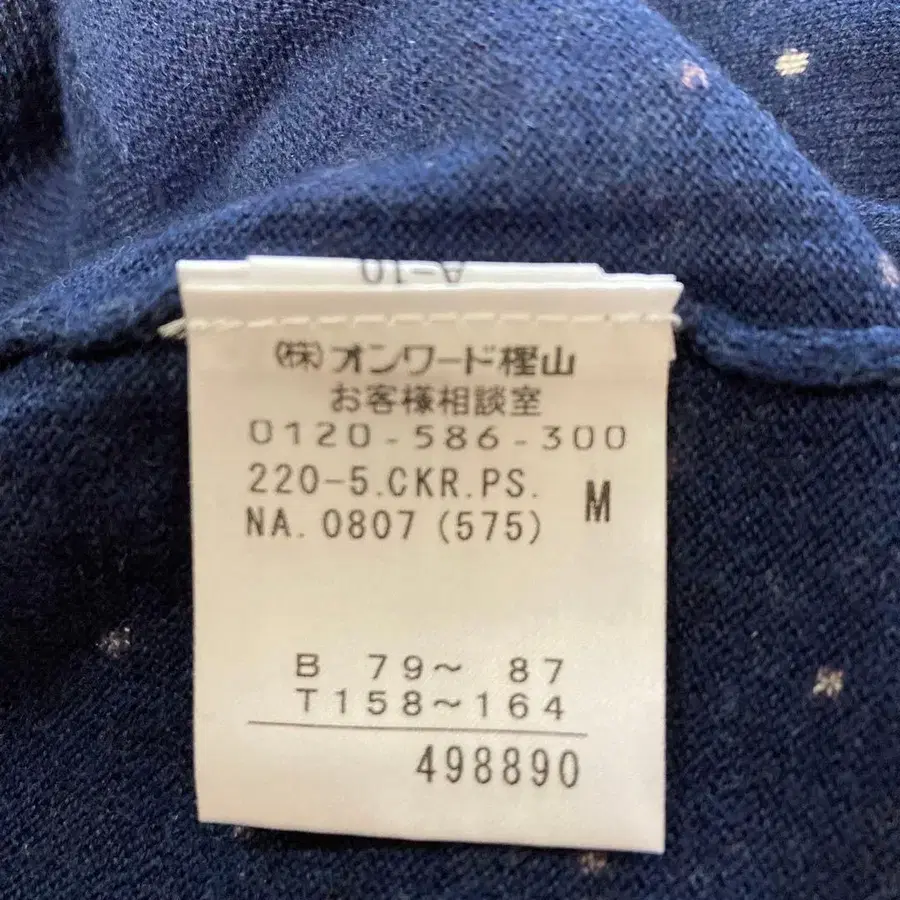 A-10
(株)オンワード樫山
お客様相談室
0120-586-300
220-5.CKR.PS.
M
NA.0807(575)
B 79～ 87
T158～164
498890